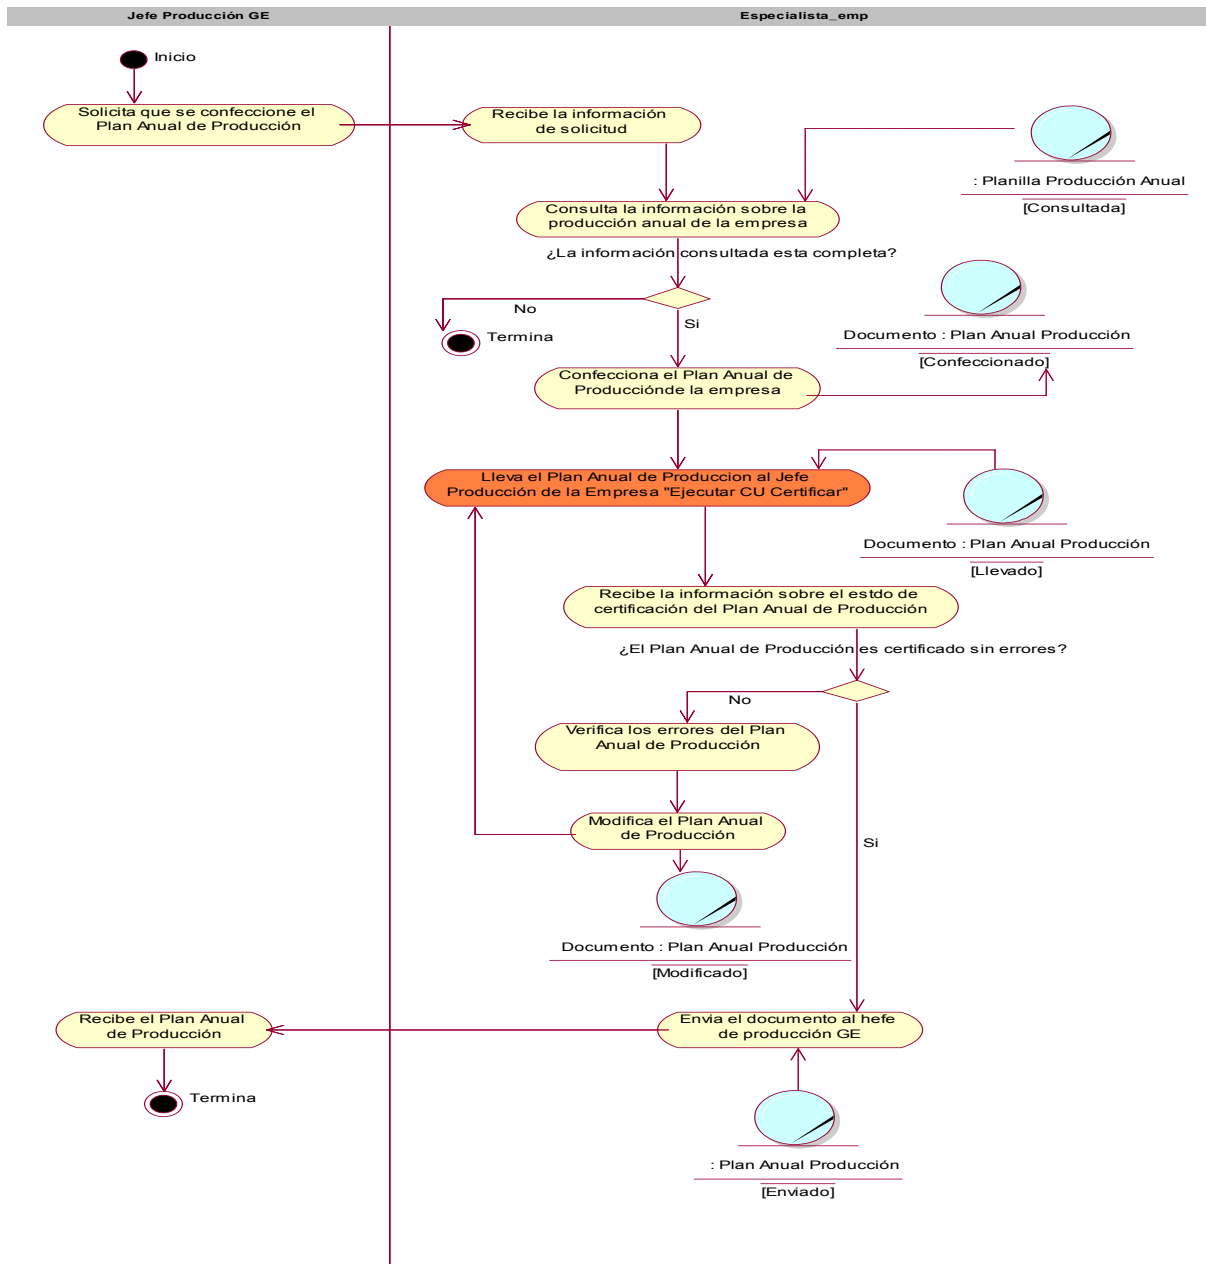 Jefe Producción GE
Especialista_emp
Inicio
Solicita que se confeccione el
Plan Anual de Producción
Recibe la información
de solicitud
: Planilla Producción Anual
[Consultada]
Consulta la información sobre la
producción anual de la empresa
¿La información consultada esta completa?
No
Si
Termina
Documento : Plan Anual Producción
[Confeccionado]
Confecciona el Plan Anual de
Producciónde la empresa
Lleva el Plan Anual de Produccion al Jefe
Producción de la Empresa "Ejecutar CU Certificar"
Documento : Plan Anual Producción
[Llevado]
Recibe la información sobre el estdo de
certificación del Plan Anual de Producción
¿El Plan Anual de Producción es certificado sin errores?
No
Verifica los errores del Plan
Anual de Producción
Modifica el Plan Anual
de Producción
Si
Documento : Plan Anual Producción
[Modificado]
Recibe el Plan Anual
de Producción
Envia el documento al hefe
de producción GE
Termina
: Plan Anual Producción
[Enviado]